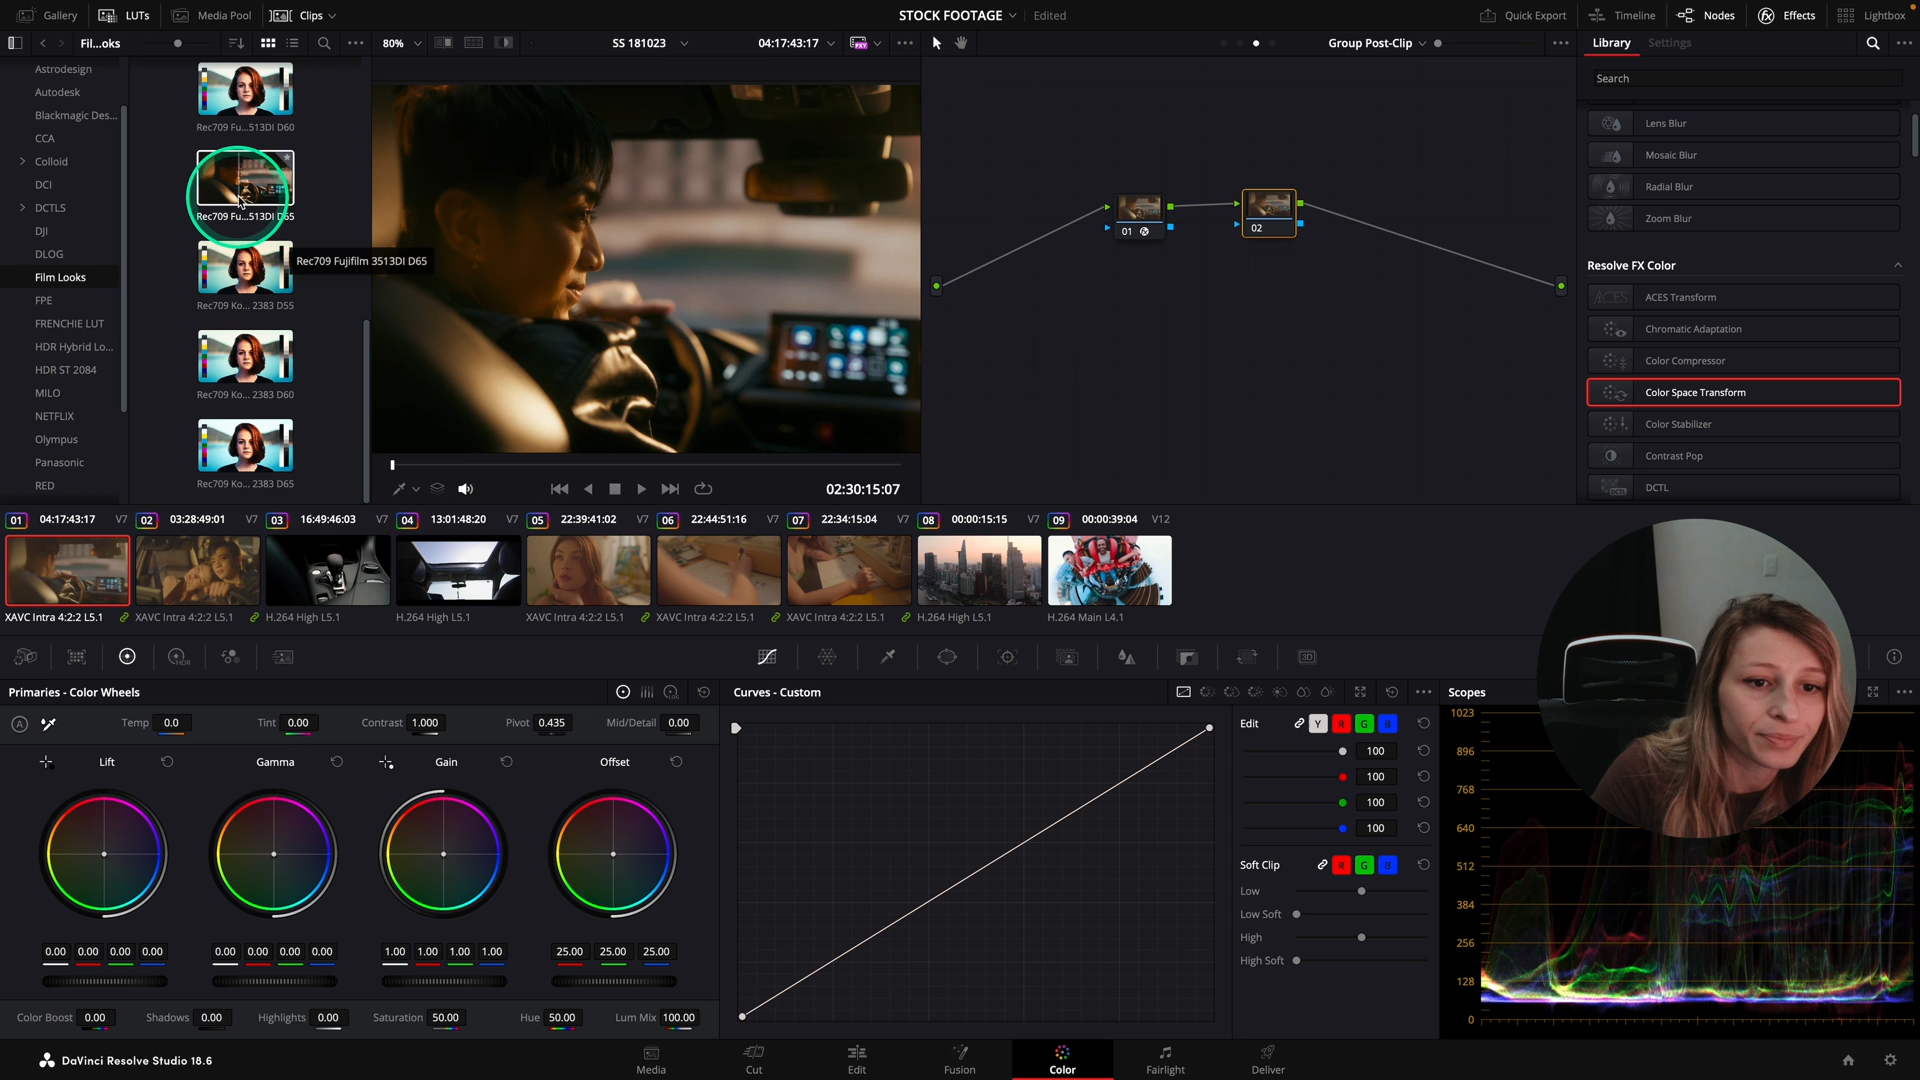 Gallery LUTs Media Pool Clips STOCK FOOTAGE Edited Quick Export Timeline Nodes Effects Lightbox
Fil...oks 80% SS 181023 04:17:43:17 Group Post-Clip Library Settings
Search
Astrodesign
Autodesk
Blackmagic Des...
CCA
Colloid
DCI
DCTLS
DJI
DLOG
Film Looks
FPE
FRENCHIE LUT
HDR Hybrid Lo...
HDR ST 2084
MILO
NETFLIX
Olympus
Panasonic
RED
Rec709 Fu...513DI D60
Rec709 Fu...513DI D65
Rec709 Fujifilm 3513DI D65
Rec709 Ko... 2383 D55
Rec709 Ko... 2383 D60
Rec709 Ko... 2383 D65
02:30:15:07
01
02
Lens Blur
Mosaic Blur
Radial Blur
Zoom Blur
Resolve FX Color
ACES
ACES Transform
Chromatic Adaptation
Color Compressor
Color Space Transform
Color Stabilizer
Contrast Pop
DCTL
01 04:17:43:17 V7 02 03:28:49:01 V7 03 16:49:46:03 V7 04 13:01:48:20 V7 05 22:39:41:02 V7 06 22:44:51:16 V7 07 22:34:15:04 V7 08 00:00:15:15 V7 09 00:00:39:04 V12
XAVC Intra 4:2:2 L5.1 XAVC Intra 4:2:2 L5.1 H.264 High L5.1 H.264 High L5.1 XAVC Intra 4:2:2 L5.1 XAVC Intra 4:2:2 L5.1 XAVC Intra 4:2:2 L5.1 H.264 High L5.1 H.264 Main L4.1
HDR
3D
Primaries - Color Wheels
LOG
A Temp 0.0 Tint 0.00 Contrast 1.000 Pivot 0.435 Mid/Detail 0.00
Lift Gamma Gain Offset
0.00 0.00 0.00 0.00 0.00 0.00 0.00 0.00 1.00 1.00 1.00 1.00 25.00 25.00 25.00
Color Boost 0.00 Shadows 0.00 Highlights 0.00 Saturation 50.00 Hue 50.00 Lum Mix 100.00
Curves - Custom
Edit Y R G B
100
100
100
100
Soft Clip R G B
Low
Low Soft
High
High Soft
Scopes
1023
896
768
640
512
384
256
128
0
DaVinci Resolve Studio 18.6
Media Cut Edit Fusion Color Fairlight Deliver